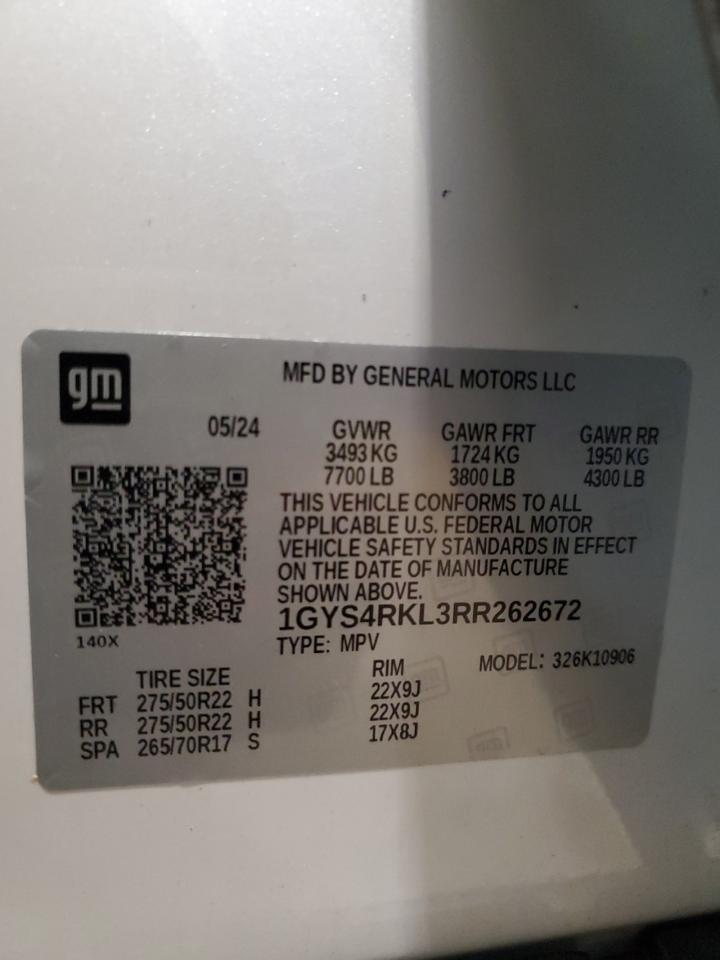 gm
MFD BY GENERAL MOTORS LLC
05/24
GVWR GAWR FRT GAWR RR
3493 KG 1724 KG 1950 KG
7700 LB 3800 LB 4300 LB
THIS VEHICLE CONFORMS TO ALL
APPLICABLE U.S. FEDERAL MOTOR
VEHICLE SAFETY STANDARDS IN EFFECT
ON THE DATE OF MANUFACTURE
SHOWN ABOVE.
1GYS4RKL3RR262672
140X
TYPE: MPV
MODEL: 326K10906
TIRE SIZE RIM
FRT 275/50R22 H 22X9J
RR 275/50R22 H 22X9J
SPA 265/70R17 S 17X8J